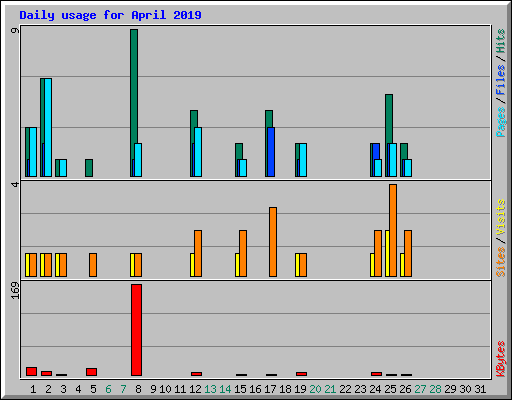 Daily usage for April 2019
9
4
169
Pages / Files / Hits
Sites / Visits
KBytes
1 2 3 4 5 6 7 8 9 10 11 12 13 14 15 16 17 18 19 20 21 22 23 24 25 26 27 28 29 30 31